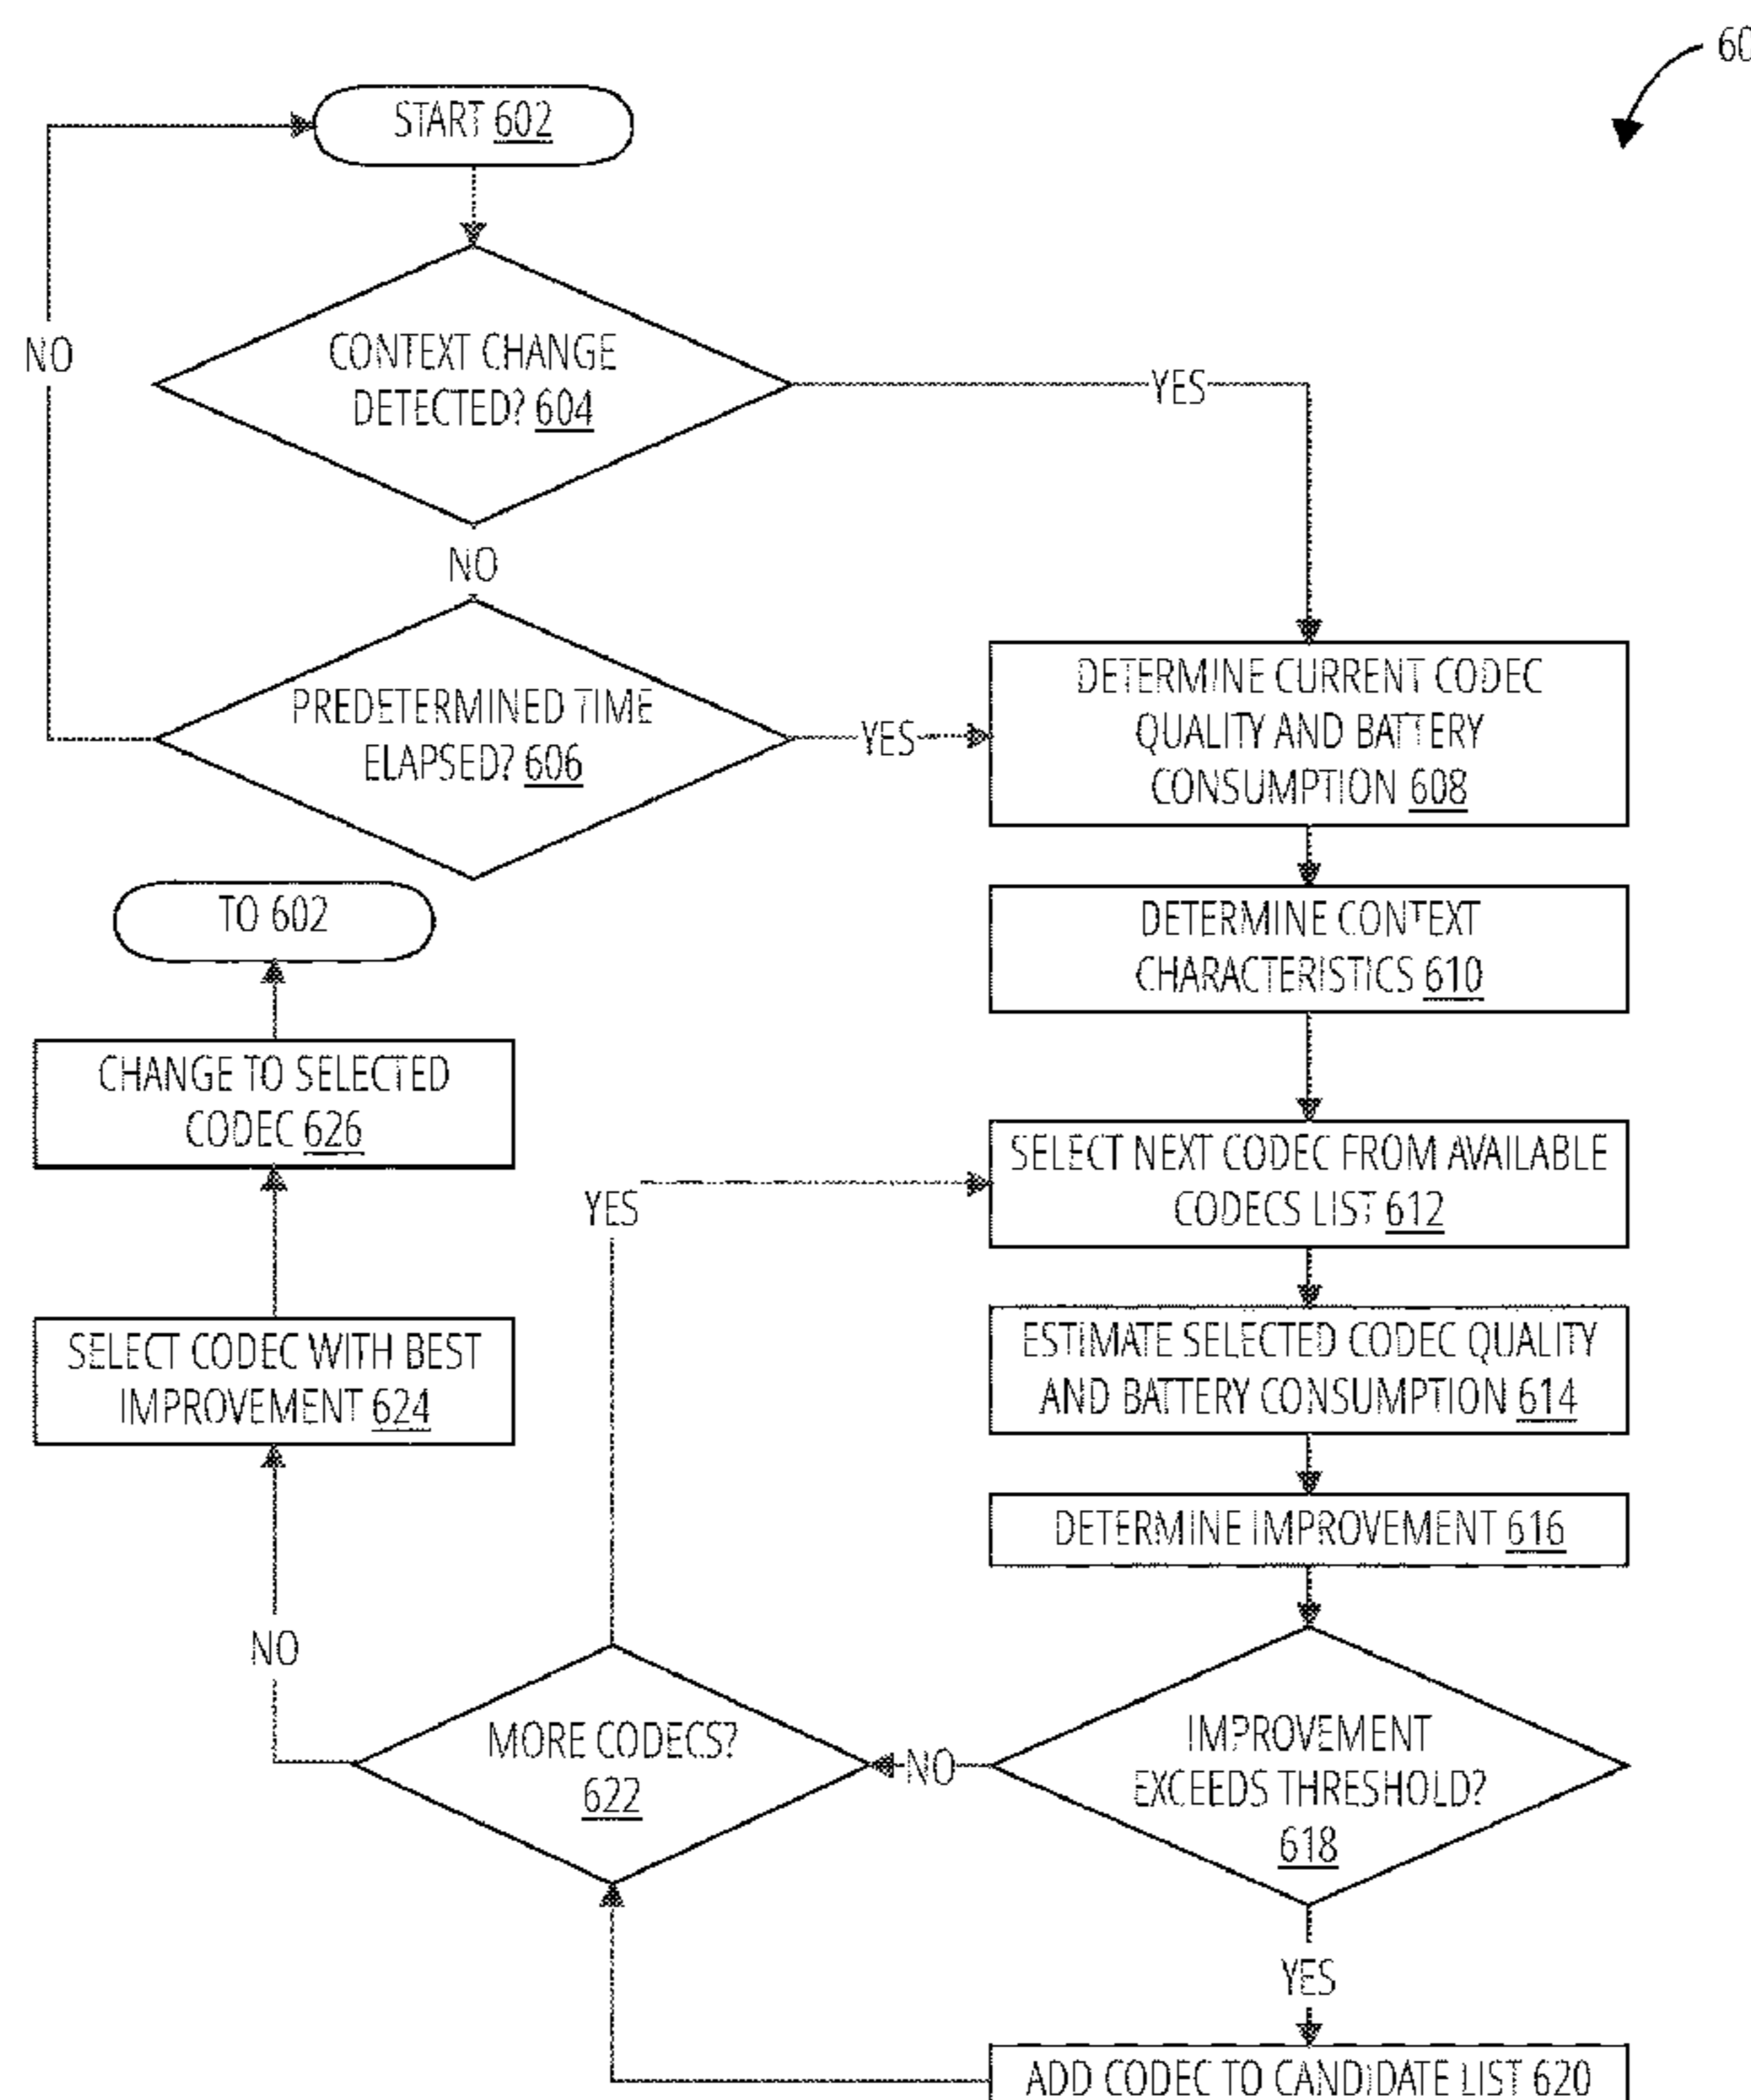 60
START 602
CONTEXT CHANGE
DETECTED? 604
YES
NO
NO
PREDETERMINED TIME
ELAPSED? 606
YES
DETERMINE CURRENT CODEC
QUALITY AND BATTERY
CONSUMPTION 608
DETERMINE CONTEXT
CHARACTERISTICS 610
TO 602
CHANGE TO SELECTED
CODEC 626
SELECT NEXT CODEC FROM AVAILABLE
CODECS LIST 612
YES
ESTIMATE SELECTED CODEC QUALITY
AND BATTERY CONSUMPTION 614
SELECT CODEC WITH BEST
IMPROVEMENT 624
DETERMINE IMPROVEMENT 616
NO
MORE CODECS?
622
NO
IMPROVEMENT
EXCEEDS THRESHOLD?
618
YES
ADD CODEC TO CANDIDATE LIST 620